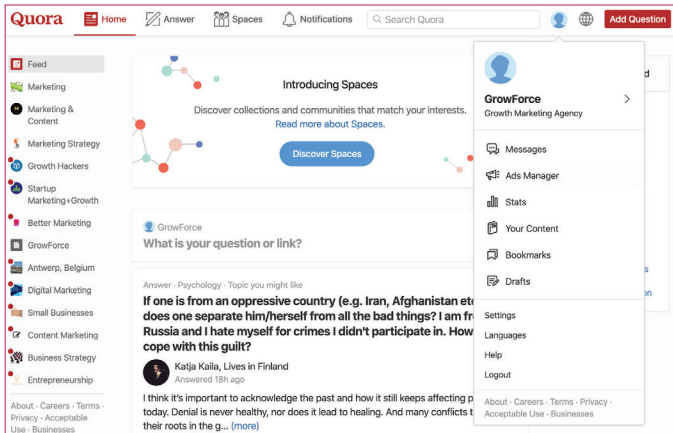 Quora
Home
Answer
Spaces
Notifications
Search Quora
Add Question
Feed
Marketing
Marketing &
Content
Marketing Strategy
Growth Hackers
Startup
Marketing+Growth
Better Marketing
GrowForce
Antwerp, Belgium
Digital Marketing
Small Businesses
Content Marketing
Business Strategy
Entrepreneurship
About · Careers · Terms ·
Privacy · Acceptable
Use · Businesses
Introducing Spaces
Discover collections and communities that match your interests.
Read more about Spaces.
Discover Spaces
GrowForce
What is your question or link?
Answer · Psychology · Topic you might like
If one is from an oppressive country (e.g. Iran, Afghanistan etc
does one separate him/herself from all the bad things? I am fr
Russia and I hate myself for crimes I didn't participate in. How
cope with this guilt?
Katja Kaila, Lives in Finland
Answered 18h ago
I think it's important to acknowledge the past and how it still keeps affecting p
today. Denial is never healthy, nor does it lead to healing. And many conflicts t
their roots in the g... (more)
GrowForce
Growth Marketing Agency
Messages
Ads Manager
Stats
Your Content
Bookmarks
Drafts
Settings
Languages
Help
Logout
About · Careers · Terms · Privacy ·
Acceptable Use · Businesses
d
s
on